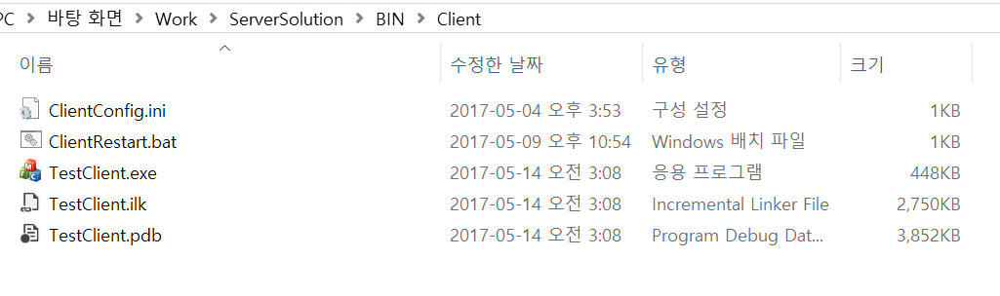 PC > 바탕 화면 > Work > ServerSolution > BIN > Client
이름 수정한 날짜 유형 크기
ClientConfig.ini 2017-05-04 오후 3:53 구성 설정 1KB
ClientRestart.bat 2017-05-09 오후 10:54 Windows 배치 파일 1KB
TestClient.exe 2017-05-14 오전 3:08 응용 프로그램 448KB
TestClient.ilk 2017-05-14 오전 3:08 Incremental Linker File 2,750KB
TestClient.pdb 2017-05-14 오전 3:08 Program Debug Dat... 3,852KB